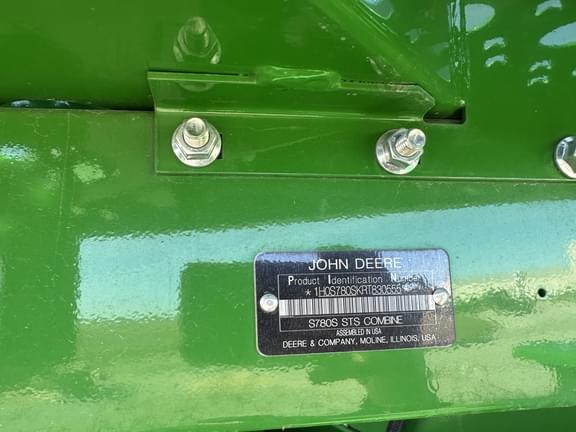 JOHN DEERE
Product Identification Number
*1H0S780SKRT830555*
S780S STS COMBINE
ASSEMBLED IN USA
DEERE & COMPANY, MOLINE, ILLINOIS, USA